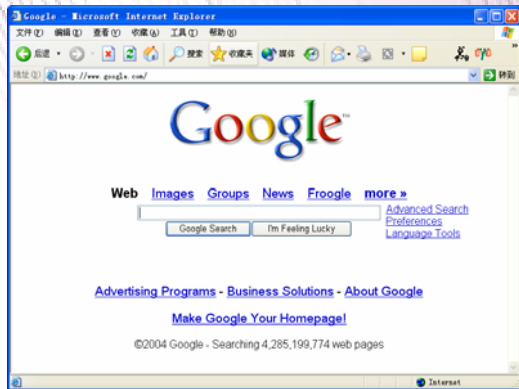 Google - Microsoft Internet Explorer
文件(F) 编辑(E) 查看(V) 收藏(A) 工具(T) 帮助(H)
后退 搜索 收藏夹 媒体
地址(D) http://www.google.com/ 转到
Google™
Web Images Groups News Froogle more »
Advanced Search
Preferences
Language Tools
Google Search I'm Feeling Lucky
Advertising Programs - Business Solutions - About Google
Make Google Your Homepage!
©2004 Google - Searching 4,285,199,774 web pages
Internet